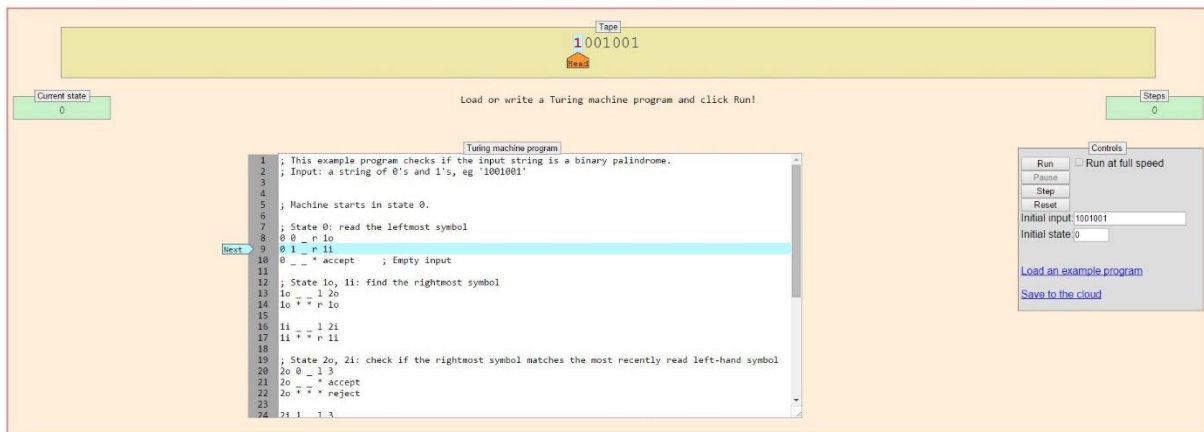 Tape
1001001
Head
Current state
0
Load or write a Turing machine program and click Run!
Steps
0
Turing machine program
1 ; This example program checks if the input string is a binary palindrome.
2 ; Input: a string of 0's and 1's, eg '1001001'
3
4
5 ; Machine starts in state 0.
6
7 ; State 0: read the leftmost symbol
8 0 0 _ r 1o
Next 9 0 1 _ r 1i
10 0 _ _ * accept     ; Empty input
11
12 ; State 1o, 1i: find the rightmost symbol
13 1o _ _ l 2o
14 1o * * r 1o
15
16 1i _ _ l 2i
17 1i * * r 1i
18
19 ; State 2o, 2i: check if the rightmost symbol matches the most recently read left-hand symbol
20 2o 0 _ l 3
21 2o _ _ * accept
22 2o * * * reject
23
24 2i 1 _ l 3
Controls
Run Run at full speed
Pause
Step
Reset
Initial input: 1001001
Initial state: 0
Load an example program
Save to the cloud